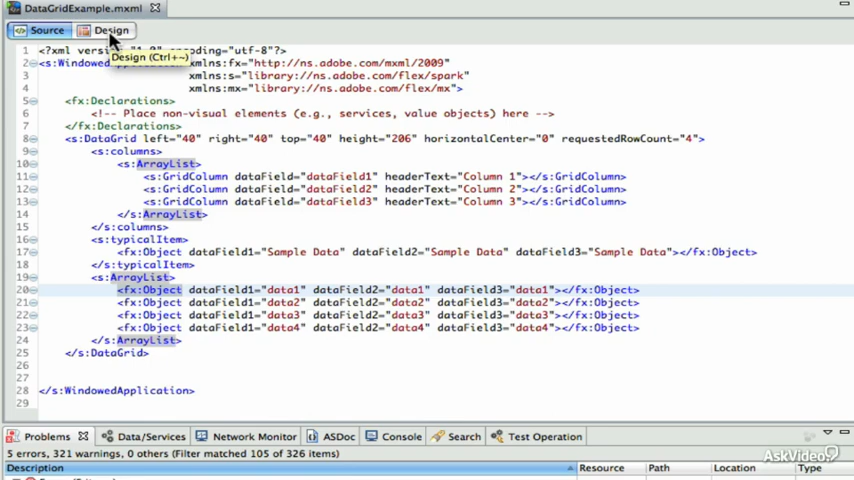 DataGridExample.mxml
Source Design
Design (Ctrl+~)
1 <?xml version="1.0" encoding="utf-8"?>
2 <s:WindowedApplication xmlns:fx="http://ns.adobe.com/mxml/2009"
3 xmlns:s="library://ns.adobe.com/flex/spark"
4 xmlns:mx="library://ns.adobe.com/flex/mx">
5 <fx:Declarations>
6 <!-- Place non-visual elements (e.g., services, value objects) here -->
7 </fx:Declarations>
8 <s:DataGrid left="40" right="40" top="40" height="206" horizontalCenter="0" requestedRowCount="4">
9 <s:columns>
10 <s:ArrayList>
11 <s:GridColumn dataField="dataField1" headerText="Column 1"></s:GridColumn>
12 <s:GridColumn dataField="dataField2" headerText="Column 2"></s:GridColumn>
13 <s:GridColumn dataField="dataField3" headerText="Column 3"></s:GridColumn>
14 </s:ArrayList>
15 </s:columns>
16 <s:typicalItem>
17 <fx:Object dataField1="Sample Data" dataField2="Sample Data" dataField3="Sample Data"></fx:Object>
18 </s:typicalItem>
19 <s:ArrayList>
20 <fx:Object dataField1="data1" dataField2="data1" dataField3="data1"></fx:Object>
21 <fx:Object dataField1="data2" dataField2="data2" dataField3="data2"></fx:Object>
22 <fx:Object dataField1="data3" dataField2="data3" dataField3="data3"></fx:Object>
23 <fx:Object dataField1="data4" dataField2="data4" dataField3="data4"></fx:Object>
24 </s:ArrayList>
25 </s:DataGrid>
26
27
28 </s:WindowedApplication>
29
Problems Data/Services Network Monitor ASDoc Console Search Test Operation
5 errors, 321 warnings, 0 others (Filter matched 105 of 326 items)
AskVideo
Description Resource Path Location Type